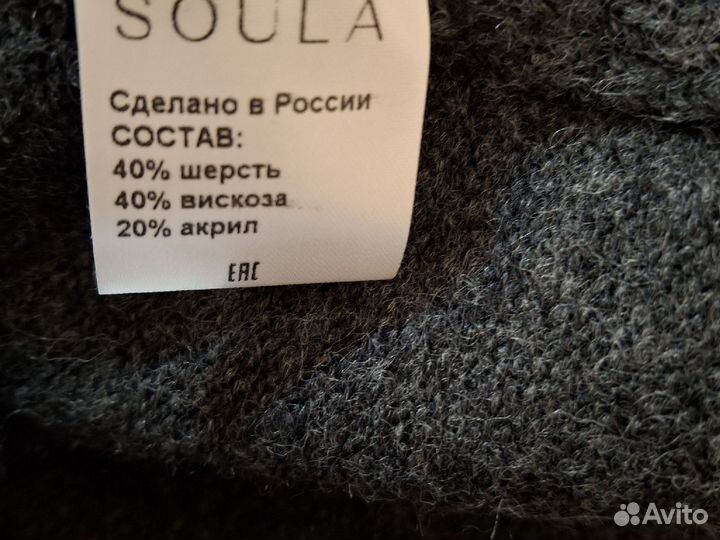 SOULA
Сделано в России
СОСТАВ:
40% шерсть
40% вискоза
20% акрил
EAC
Avito